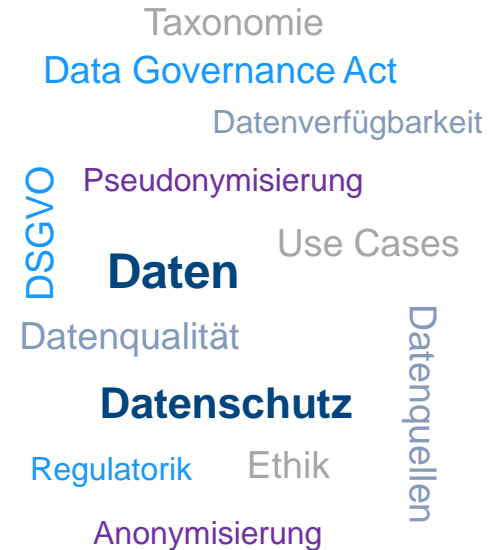 Taxonomie
Data Governance Act
Datenverfügbarkeit
Pseudonymisierung
DSGVO
Use Cases
Daten
Datenqualität
Datenquellen
Datenschutz
Regulatorik
Ethik
Anonymisierung